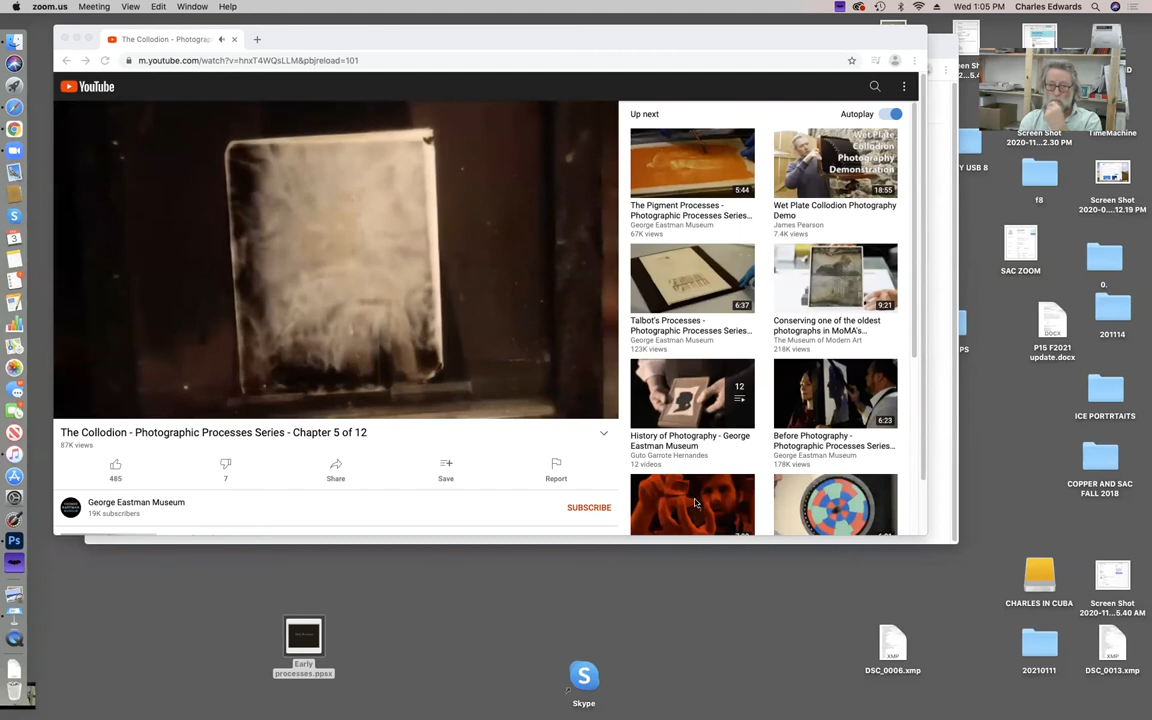 zoom.us Meeting View Edit Window Help
Wed 1:05 PM Charles Edwards
The Collodion - Photograp
m.youtube.com/watch?v=hnxT4WQsLLM&pbjreload=101
YouTube
Up next
Autoplay
5:44
The Pigment Processes -
Photographic Processes Series...
George Eastman Museum
67K views
Wet Plate
Collodion
Photography
Demonstration
18:55
Wet Plate Collodion Photography
Demo
James Pearson
7.4K views
6:37
Talbot's Processes -
Photographic Processes Series...
George Eastman Museum
123K views
9:21
Conserving one of the oldest
photographs in MoMA's...
The Museum of Modern Art
218K views
12
History of Photography - George
Eastman Museum
Guto Garrote Hernandes
12 videos
6:23
Before Photography -
Photographic Processes Series...
George Eastman Museum
178K views
The Collodion - Photographic Processes Series - Chapter 5 of 12
87K views
485
7
Share
Save
Report
George Eastman Museum
19K subscribers
SUBSCRIBE
Screen Shot
2020-11...2.30 PM
TimeMachine
Y USB 8
f8
Screen Shot
2020-0....12.19 PM
SAC ZOOM
0.
201114
DOCX
P15 F2021
update.docx
PS
ICE PORTRTAITS
COPPER AND SAC
FALL 2018
CHARLES IN CUBA
Screen Shot
2020-11...5.40 AM
XMP
DSC_0006.xmp
20210111
XMP
DSC_0013.xmp
Early
processes.ppsx
Skype
3
Ps